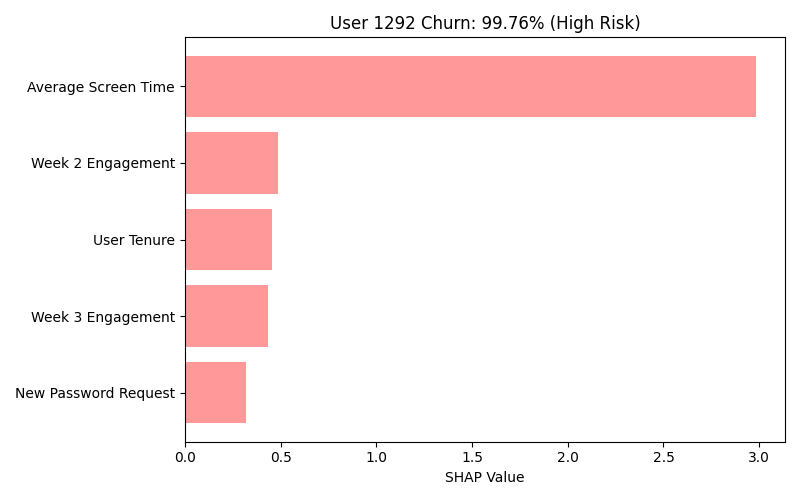 User 1292 Churn: 99.76% (High Risk)
Average Screen Time
Week 2 Engagement
User Tenure
Week 3 Engagement
New Password Request
0.0 0.5 1.0 1.5 2.0 2.5 3.0
SHAP Value